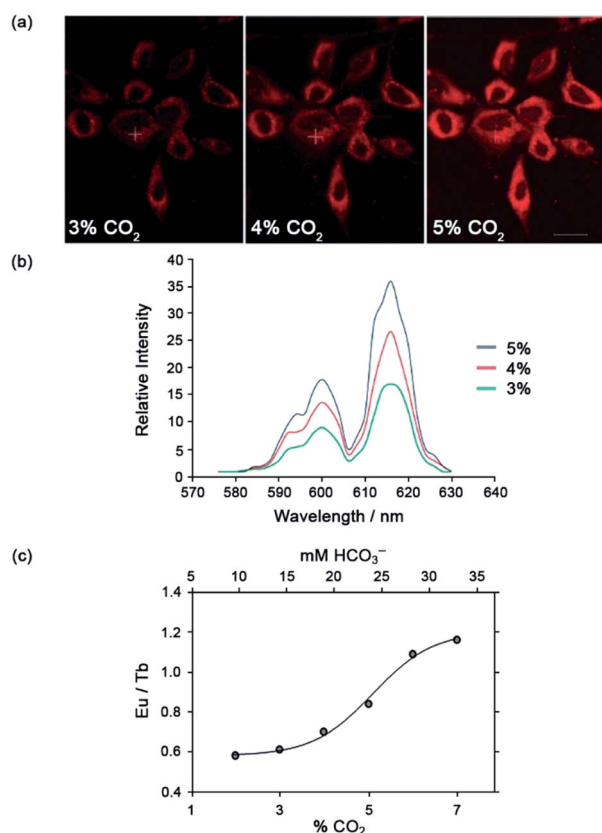 (a)
3% CO₂ 4% CO₂ 5% CO₂
(b)
40
35
30
25
20
15
10
5
0
Relative Intensity
5%
4%
3%
570 580 590 600 610 620 630 640
Wavelength / nm
(c)
mM HCO₃⁻
5 10 15 20 25 30 35
1.4
1.2
1.0
0.8
0.6
0.4
Eu / Tb
1 3 5 7
% CO₂